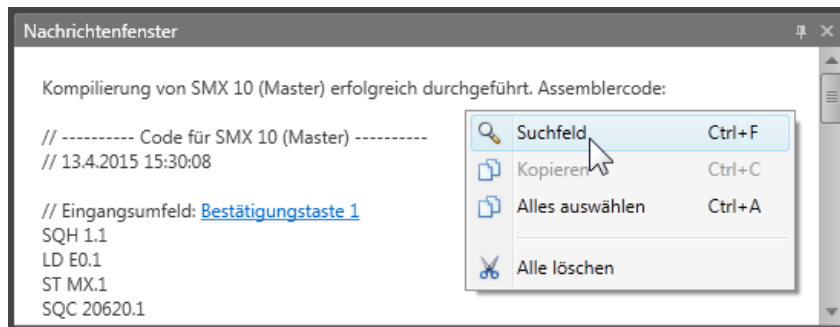 Nachrichtenfenster
Kompilierung von SMX 10 (Master) erfolgreich durchgeführt. Assemblercode:
// ---------- Code für SMX 10 (Master) ----------
// 13.4.2015 15:30:08
// Eingangsumfeld: Bestätigungstaste 1
SQH 1.1
LD E0.1
ST MX.1
SQC 20620.1
Suchfeld Ctrl+F
Kopieren Ctrl+C
Alles auswählen Ctrl+A
Alle löschen